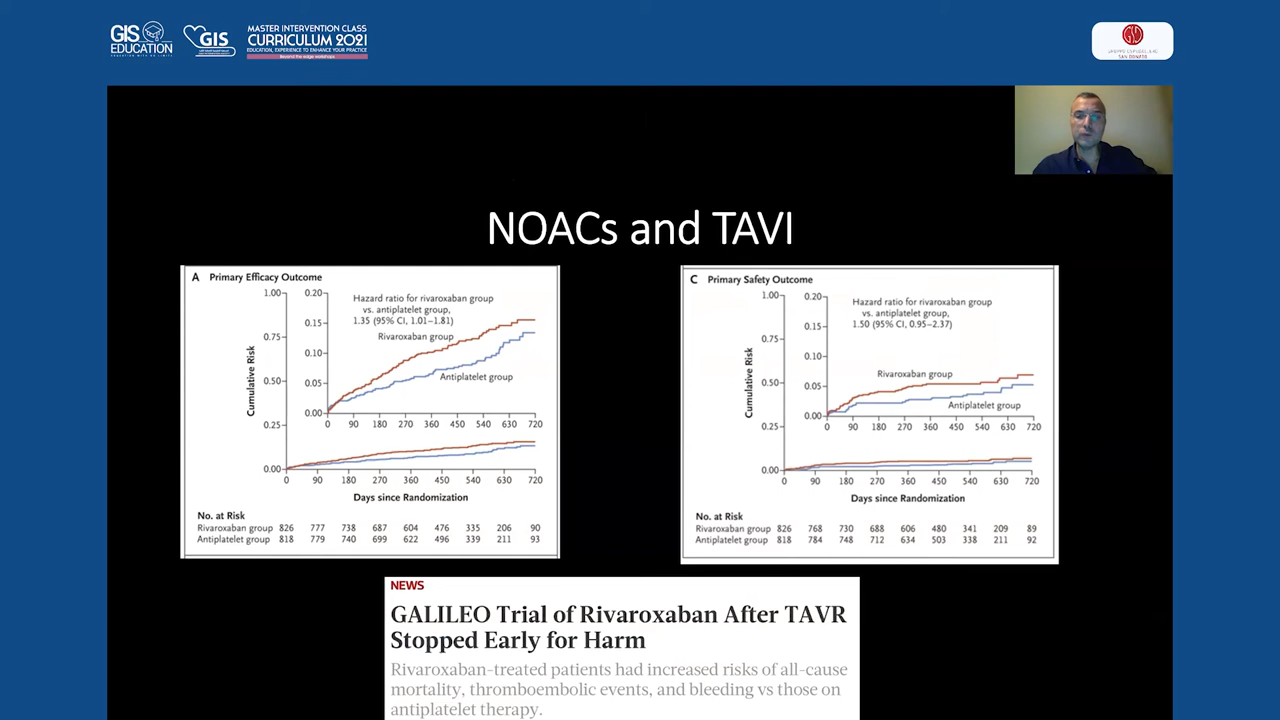 GIS
EDUCATION
GIS
MASTER INTERVENTION CLASS
CURRICULUM 2021
EDUCATION, EXPERIENCE TO ENHANCE YOUR PRACTICE
Beyond the edge workshops
SAN DONATO
NOACs and TAVI
A Primary Efficacy Outcome
1.00
0.75
0.50
0.25
0.00
0.20
0.15
0.10
0.05
0.00
Hazard ratio for rivaroxaban group
vs. antiplatelet group,
1.35 (95% CI, 1.01–1.81)
Rivaroxaban group
Antiplatelet group
Cumulative Risk
0 90 180 270 360 450 540 630 720
0 90 180 270 360 450 540 630 720
Days since Randomization
No. at Risk
Rivaroxaban group 826 777 738 687 604 476 335 206 90
Antiplatelet group 818 779 740 699 622 496 339 211 93
C Primary Safety Outcome
1.00
0.75
0.50
0.25
0.00
0.20
0.15
0.10
0.05
0.00
Hazard ratio for rivaroxaban group
vs. antiplatelet group,
1.50 (95% CI, 0.95–2.37)
Rivaroxaban group
Antiplatelet group
Cumulative Risk
0 90 180 270 360 450 540 630 720
0 90 180 270 360 450 540 630 720
Days since Randomization
No. at Risk
Rivaroxaban group 826 768 730 688 606 480 341 209 89
Antiplatelet group 818 784 748 712 634 503 338 211 92
NEWS
GALILEO Trial of Rivaroxaban After TAVR
Stopped Early for Harm
Rivaroxaban-treated patients had increased risks of all-cause
mortality, thromboembolic events, and bleeding vs those on
antiplatelet therapy.